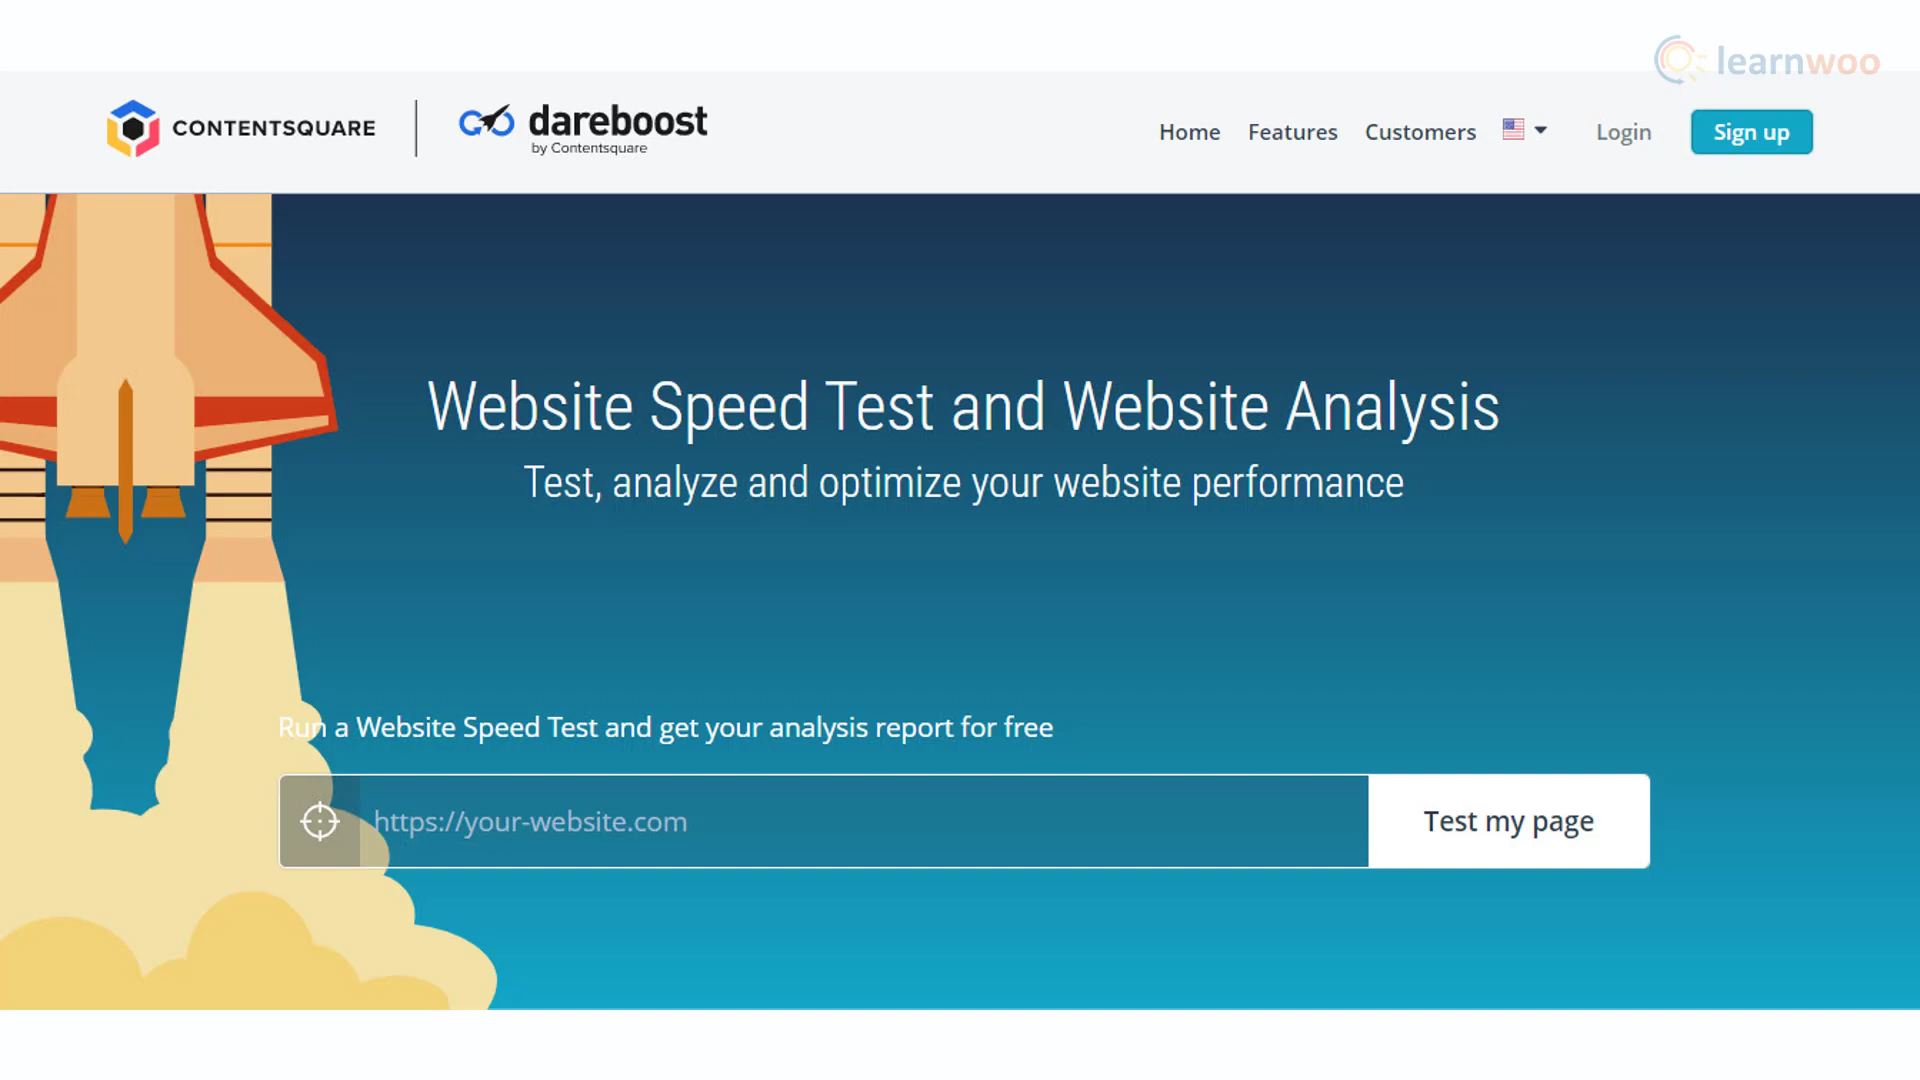 learnwoo
CONTENTSQUARE
dareboost
by Contentsquare
Home Features Customers Login Sign up
Website Speed Test and Website Analysis
Test, analyze and optimize your website performance
Run a Website Speed Test and get your analysis report for free
https://your-website.com
Test my page